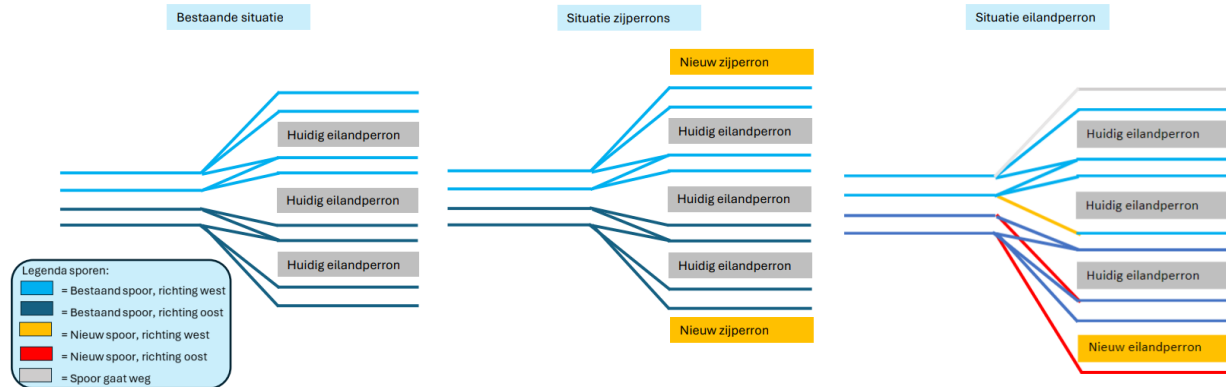 Bestaande situatie
Huidig eilandperron
Huidig eilandperron
Huidig eilandperron
Legenda sporen:
= Bestaand spoor, richting west
= Bestaand spoor, richting oost
= Nieuw spoor, richting west
= Nieuw spoor, richting oost
= Spoor gaat weg
Situatie zijperrons
Nieuw zijperron
Huidig eilandperron
Huidig eilandperron
Huidig eilandperron
Nieuw zijperron
Situatie eilandperron
Huidig eilandperron
Huidig eilandperron
Huidig eilandperron
Nieuw eilandperron